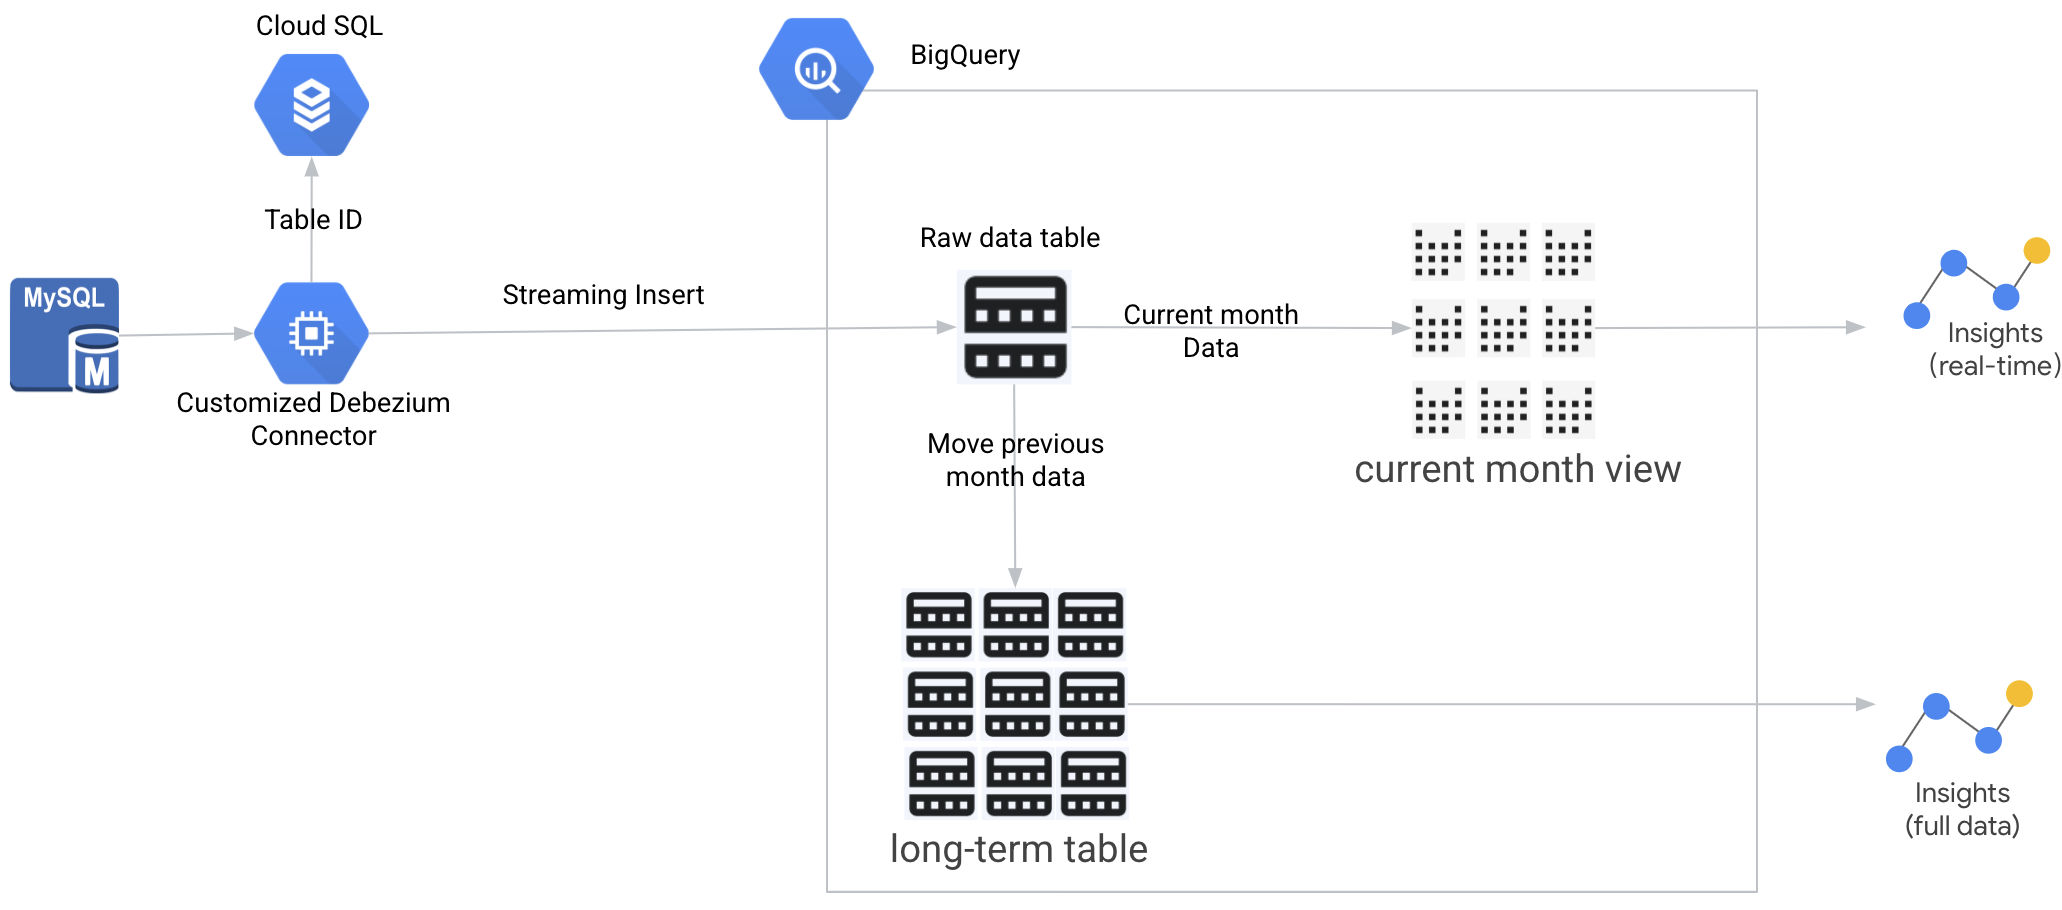 Cloud SQL
BigQuery
Table ID
MySQL
M
Customized Debezium
Connector
Streaming Insert
Raw data table
Current month
Data
current month view
Insights
(real-time)
Move previous
month data
long-term table
Insights
(full data)